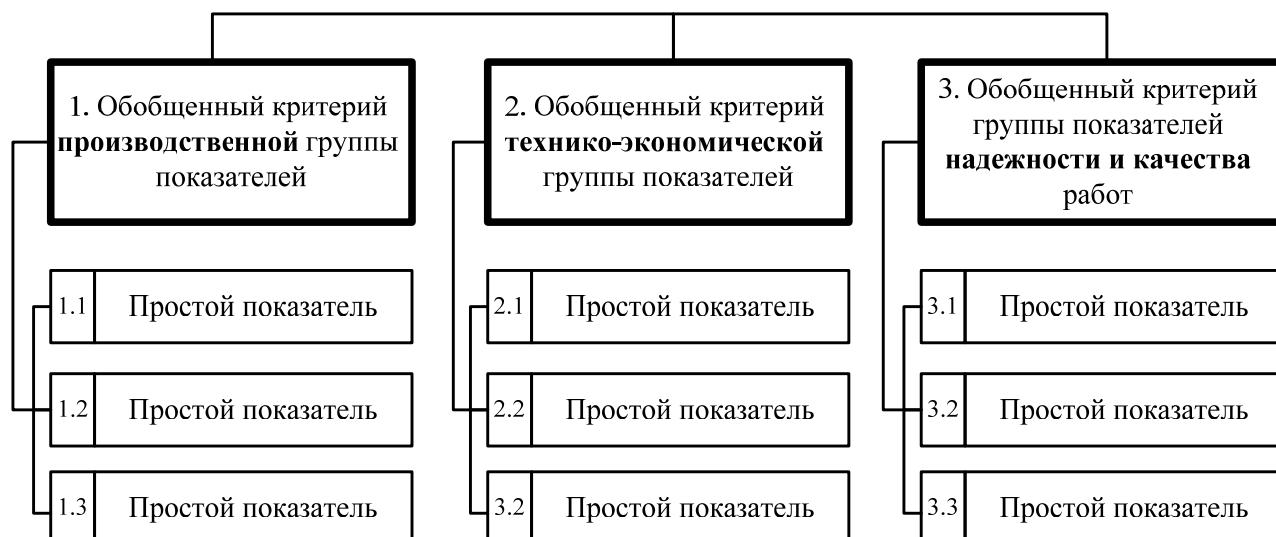 1. Обобщенный критерий
производственной группы
показателей
2. Обобщенный критерий
технико-экономической
группы показателей
3. Обобщенный критерий
группы показателей
надежности и качества
работ
1.1 Простой показатель
2.1 Простой показатель
3.1 Простой показатель
1.2 Простой показатель
2.2 Простой показатель
3.2 Простой показатель
1.3 Простой показатель
3.2 Простой показатель
3.3 Простой показатель